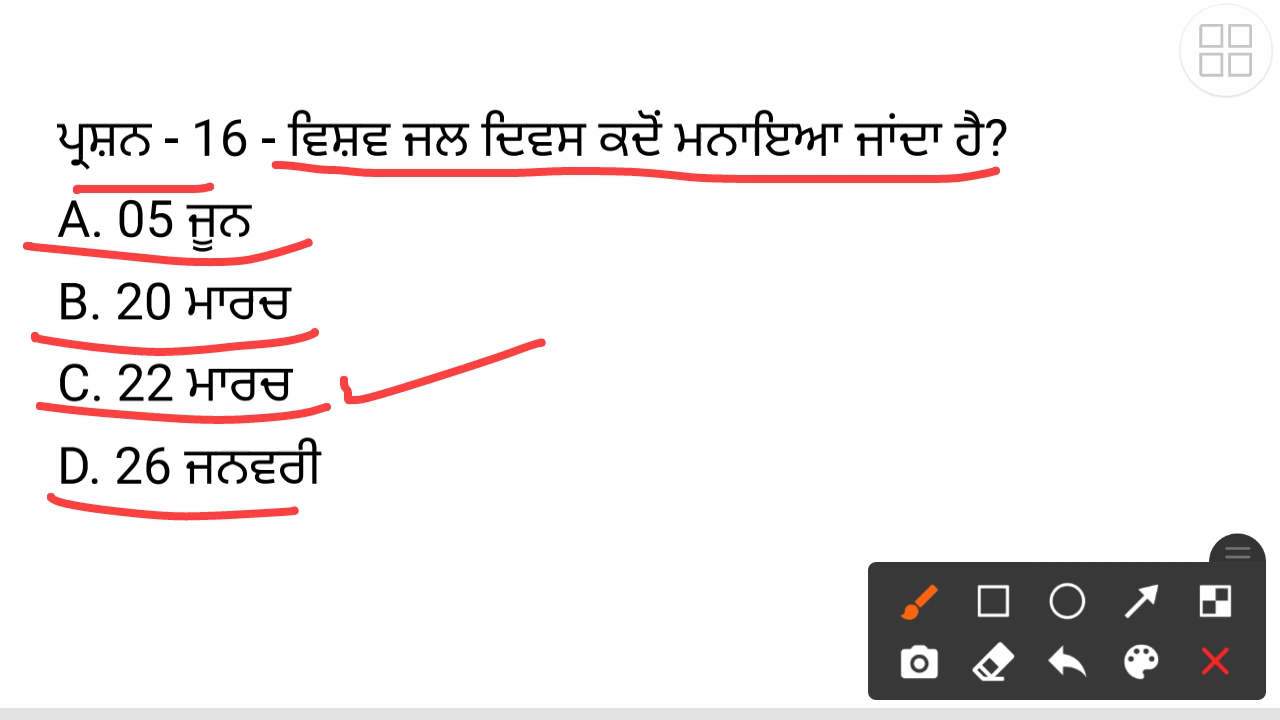 ਪ੍ਰਸ਼ਨ - 16 - ਵਿਸ਼ਵ ਜਲ ਦਿਵਸ ਕਦੋਂ ਮਨਾਇਆ ਜਾਂਦਾ ਹੈ?
A. 05 ਜੂਨ
B. 20 ਮਾਰਚ
C. 22 ਮਾਰਚ
D. 26 ਜਨਵਰੀ